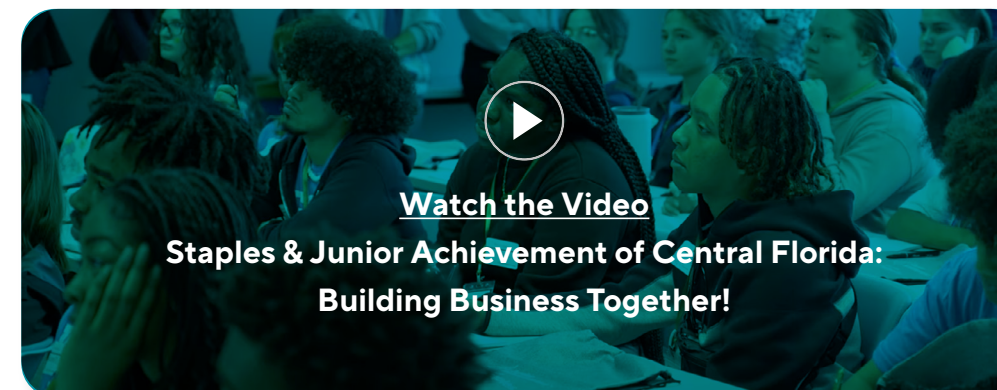 Watch the Video
Staples & Junior Achievement of Central Florida:
Building Business Together!